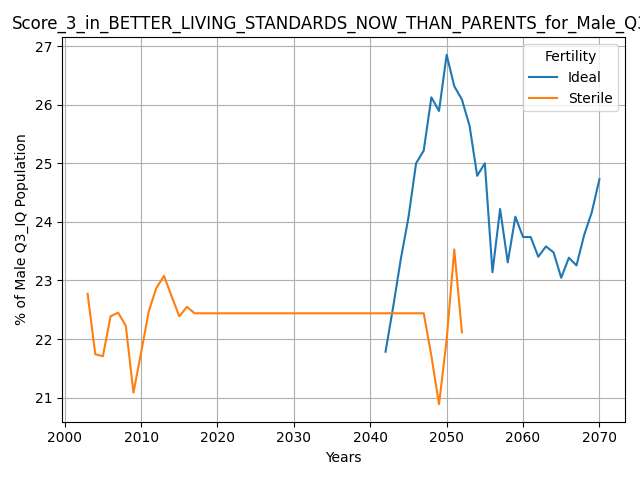 Score_3_in_BETTER_LIVING_STANDARDS_NOW_THAN_PARENTS_for_Male_Q3
27
26
25
24
23
22
21
% of Male Q3_IQ Population
Fertility
Ideal
Sterile
2000 2010 2020 2030 2040 2050 2060 2070
Years